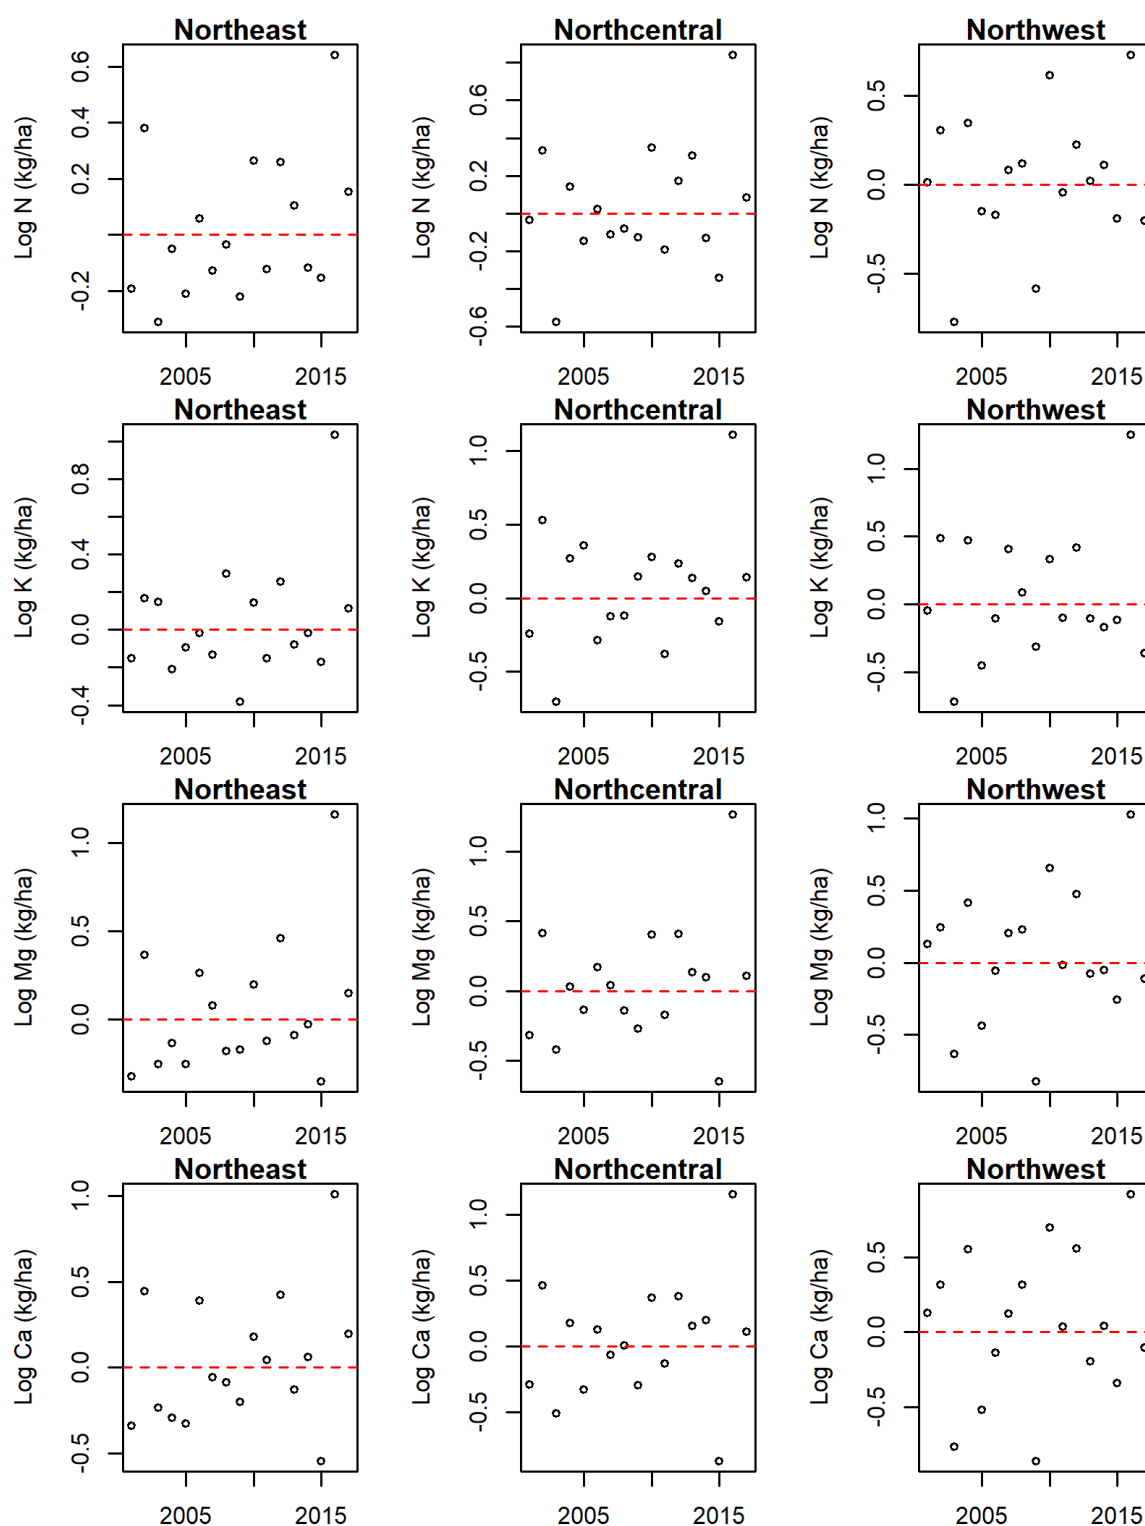 Northeast Northcentral Northwest
Log N (kg/ha) -0.2 0.2 0.4 0.6
Log N (kg/ha) -0.6 -0.2 0.2 0.6
Log N (kg/ha) -0.5 0.0 0.5
2005 2015 2005 2015 2005 2015
Northeast Northcentral Northwest
Log K (kg/ha) -0.4 0.0 0.4 0.8
Log K (kg/ha) -0.5 0.0 0.5 1.0
Log K (kg/ha) -0.5 0.0 0.5 1.0
2005 2015 2005 2015 2005 2015
Northeast Northcentral Northwest
Log Mg (kg/ha) 0.0 0.5 1.0
Log Mg (kg/ha) -0.5 0.0 0.5 1.0
Log Mg (kg/ha) -0.5 0.0 0.5 1.0
2005 2015 2005 2015 2005 2015
Northeast Northcentral Northwest
Log Ca (kg/ha) -0.5 0.0 0.5 1.0
Log Ca (kg/ha) -0.5 0.0 0.5 1.0
Log Ca (kg/ha) -0.5 0.0 0.5
2005 2015 2005 2015 2005 2015